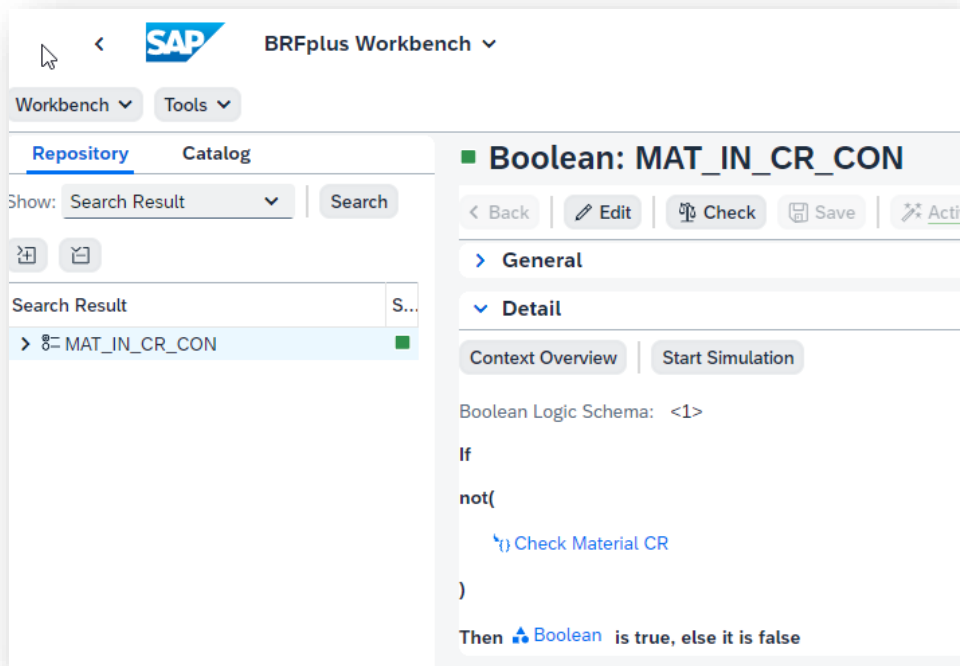 SAP BRFplus Workbench
Workbench Tools
Repository Catalog
Show: Search Result Search
Search Result S...
MAT_IN_CR_CON
Boolean: MAT_IN_CR_CON
Back Edit Check Save
General
Detail
Context Overview Start Simulation
Boolean Logic Schema: <1>
If
not(
Check Material CR
)
Then Boolean is true, else it is false